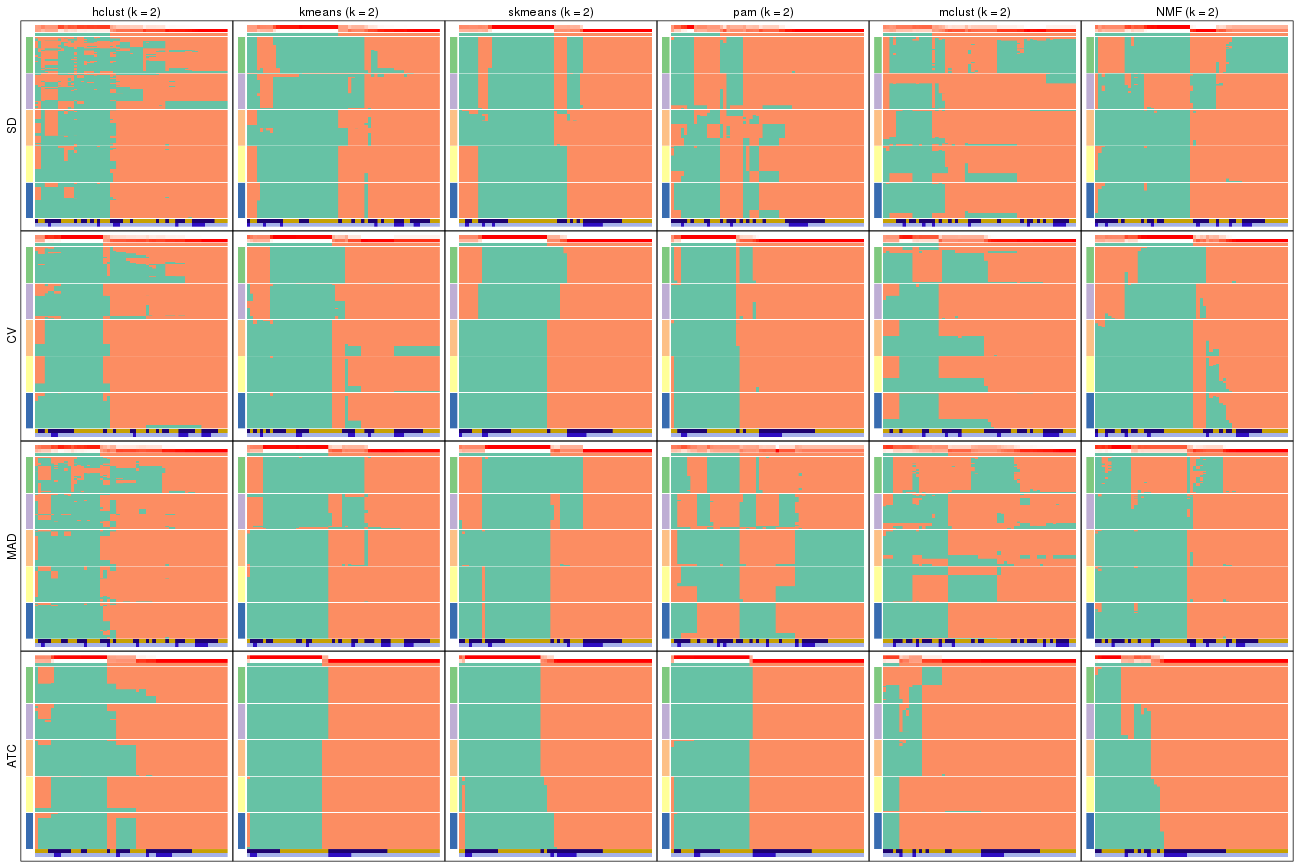 hclust (k = 2) kmeans (k = 2) skmeans (k = 2) pam (k = 2) mclust (k = 2) NMF (k = 2)
SD
CV
MAD
ATC